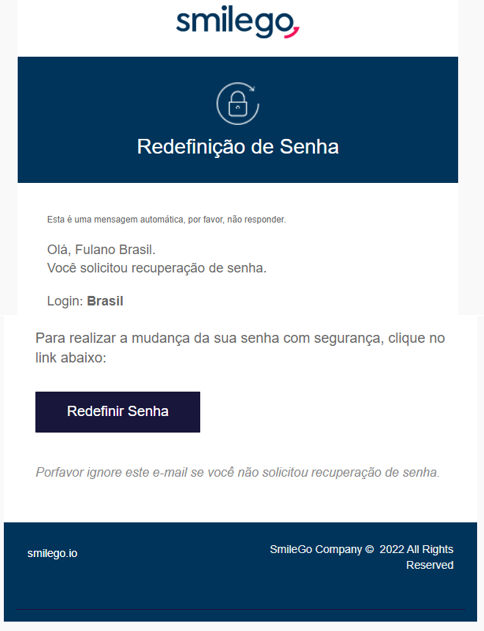 smilego
Redefinição de Senha
Esta é uma mensagem automática, por favor, não responder.
Olá, Fulano Brasil.
Você solicitou recuperação de senha.
Login: Brasil
Para realizar a mudança da sua senha com segurança, clique no
link abaixo:
Redefinir Senha
Porfavor ignore este e-mail se você não solicitou recuperação de senha.
smilego.io
SmileGo Company © 2022 All Rights
Reserved